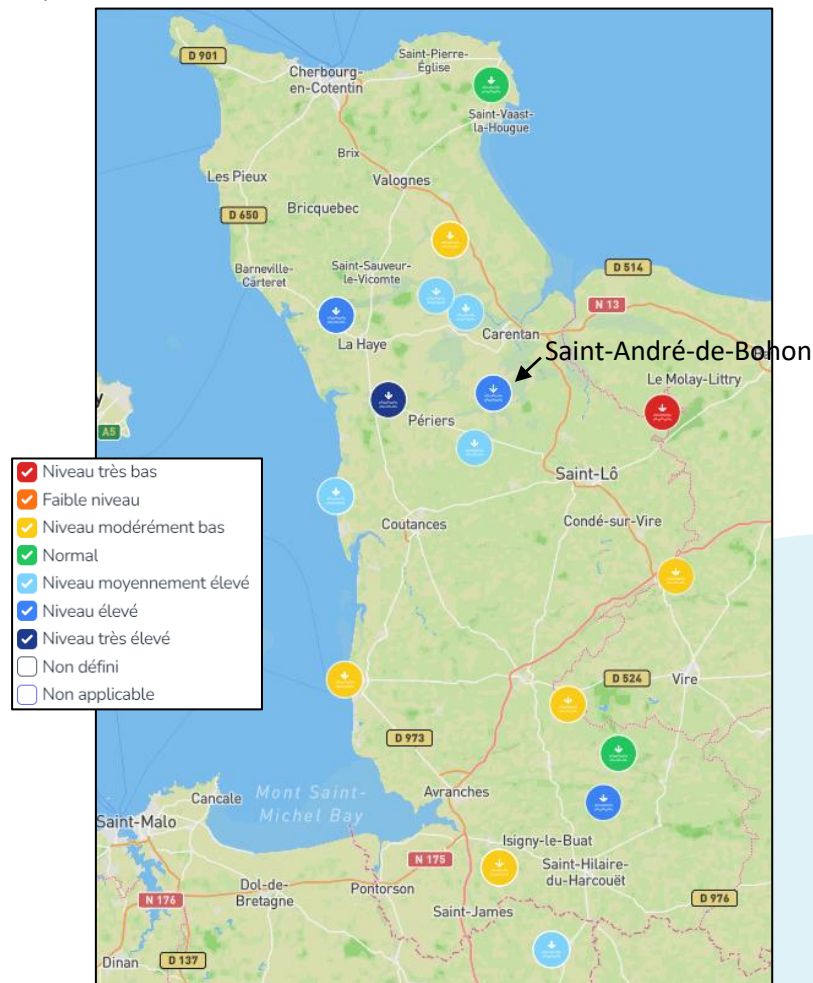 D 901
Saint-Pierre-
Église
Cherbourg-
en-Cotentin
Saint-Vaast-
la-Hougue
Brix
Les Pieux
Valognes
Bricquebec
D 650
Barneville-
Carteret
Saint-Sauveur-
le-Vicomte
D 514
N 13
La Haye
Carentan
Saint-André-de-Bohon
Le Molay-Littry
y
A5
Périers
Saint-Lô
Niveau très bas
Faible niveau
Niveau modérément bas
Normal
Niveau moyennement élevé
Niveau élevé
Niveau très élevé
Non défini
Non applicable
Coutances
Condé-sur-Vire
D 524
Vire
D 973
Cancale
Mont Saint-
Michel Bay
Avranches
Saint-Malo
Isigny-le-Buat
N 175
Saint-Hilaire-
du-Harcouët
Dol-de-
Bretagne
Pontorson
N 176
D 976
Saint-James
Dinan
D 137